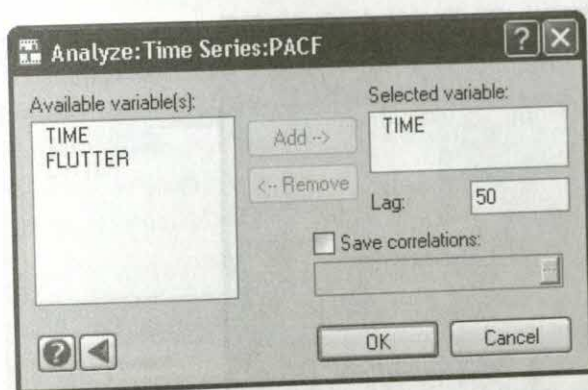 Analyze:Time Series:PACF
Available variable(s):
TIME
FLUTTER
Add -->
<-- Remove
Selected variable:
TIME
Lag: 50
Save correlations:
OK
Cancel